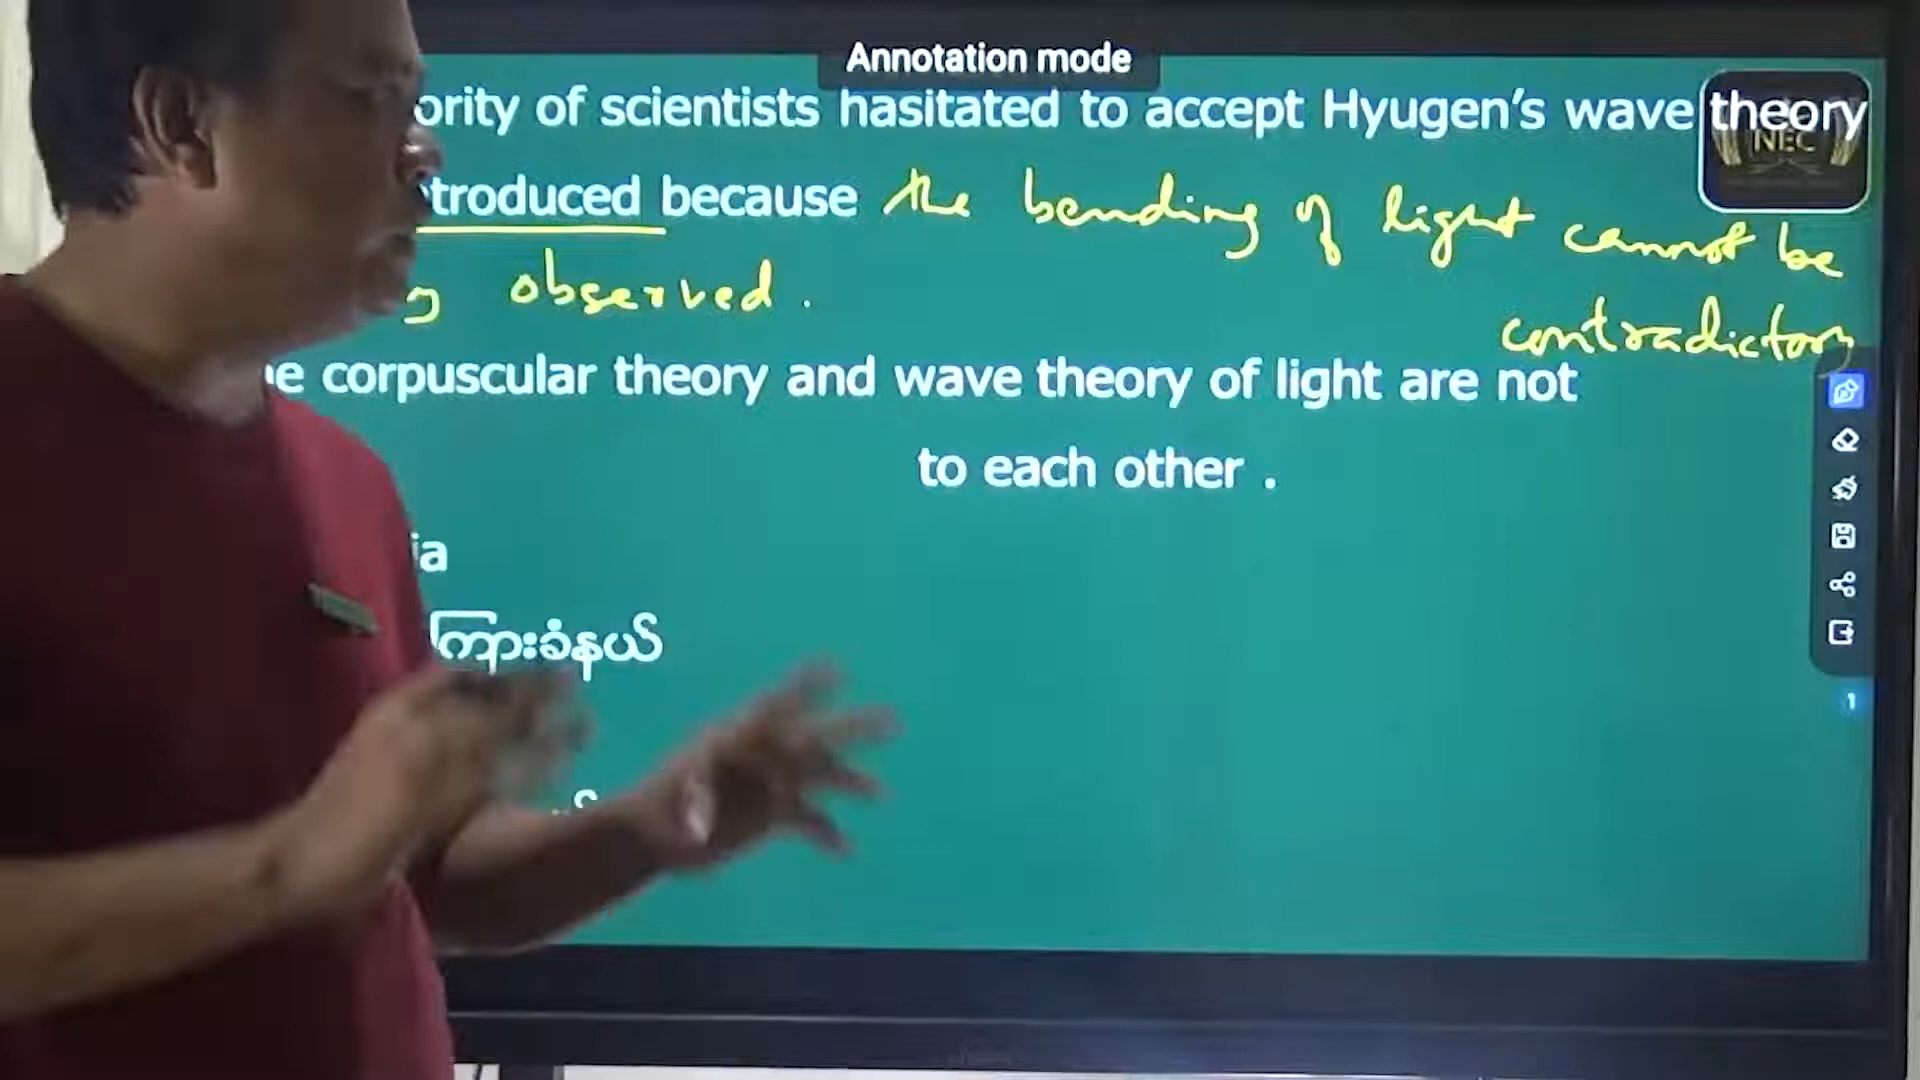 Annotation mode
ority of scientists hasitated to accept Hyugen's wave theory
NEC
troduced because the bending of light cannot be
observed.
contradictory
corpuscular theory and wave theory of light are not
to each other .
ia
ကြားခံနယ်
1